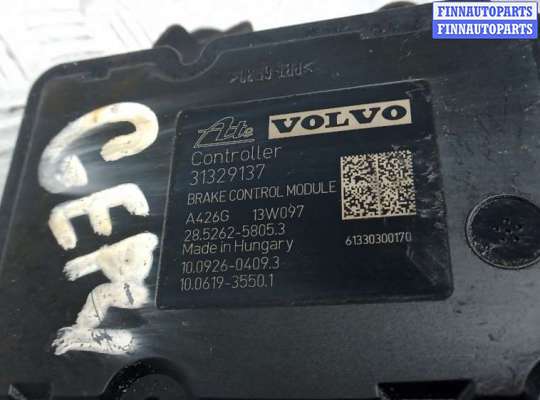 FINNAUTOPARTS
FINNAUTOPARTS
Ate VOLVO
Controller
31329137
BRAKE CONTROL MODULE
A426G 13W097
28.5262-5805.3
Made in Hungary
61330300170
10.0926-0409.3
10.0619-3550.1